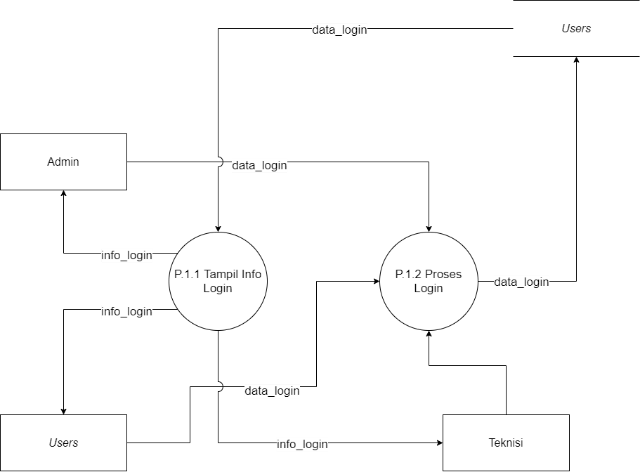 data_login
Users
Admin
data_login
info_login
P.1.1 Tampil Info
Login
P.1.2 Proses
Login
data_login
info_login
data_login
Users
info_login
Teknisi